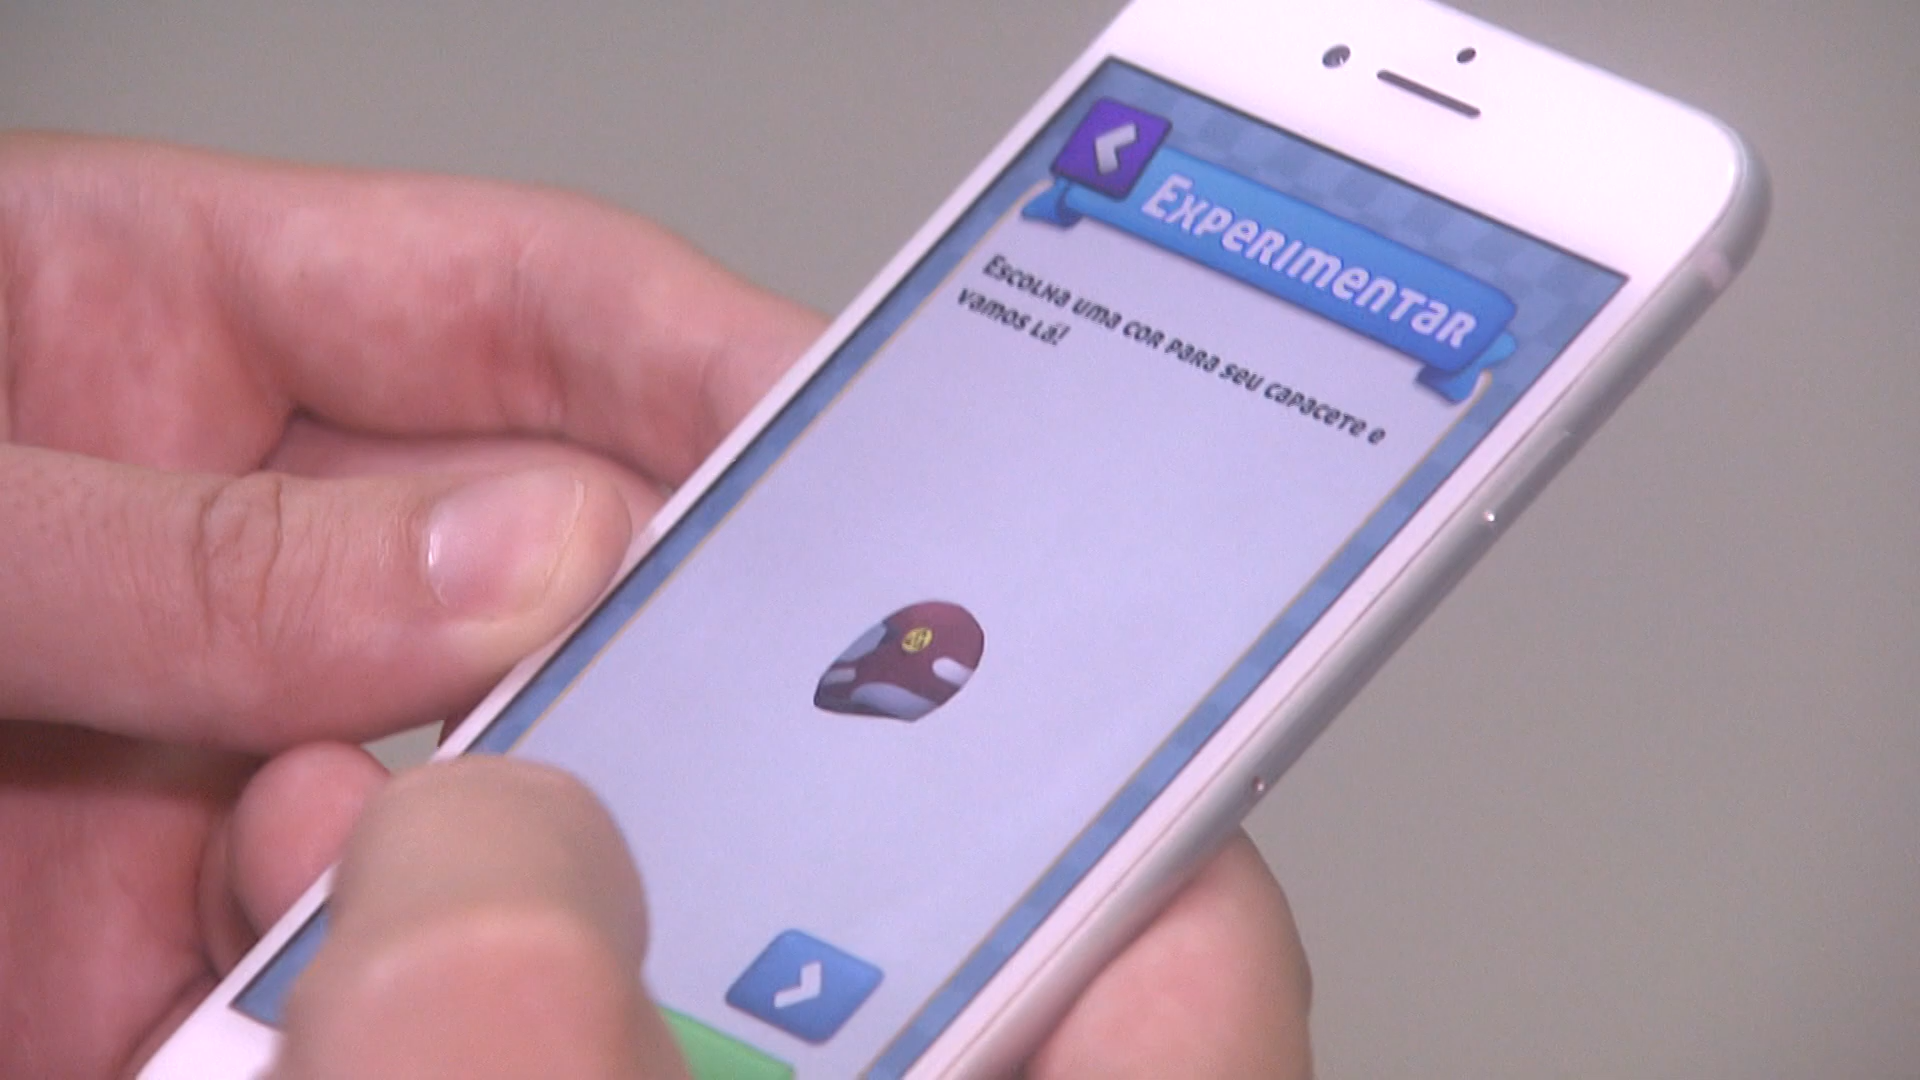 Experimentar
Escolha uma cor para seu capacete e
vamos lá!